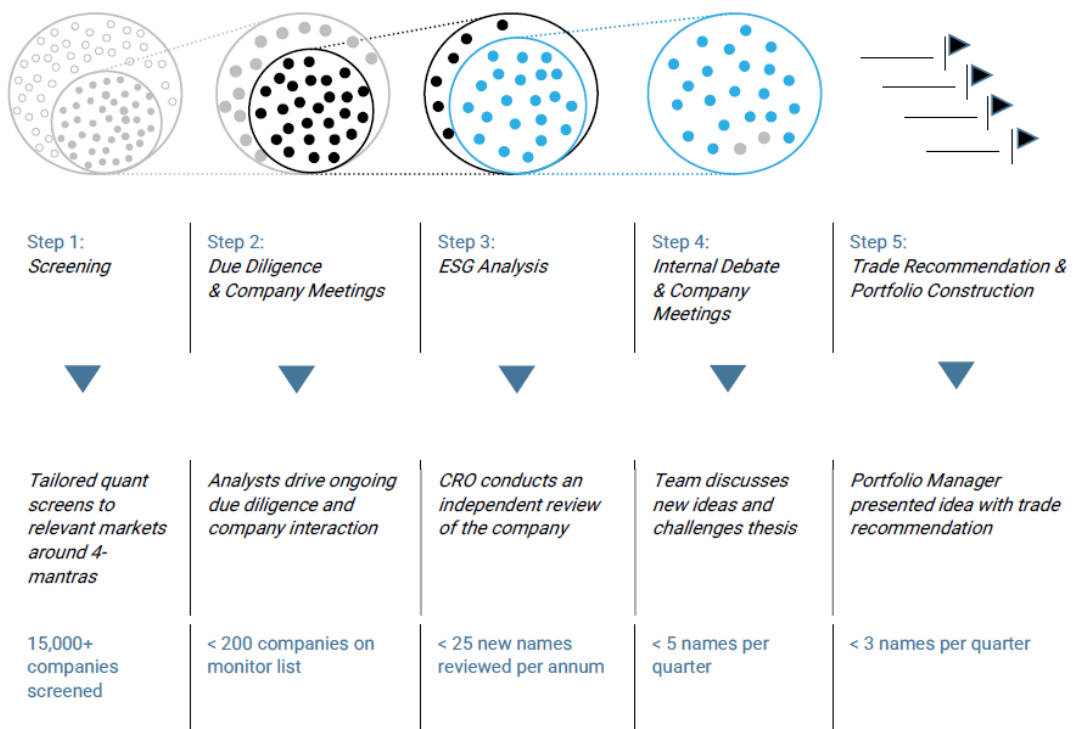 Step 1:
Screening
Step 2:
Due Diligence
& Company Meetings
Step 3:
ESG Analysis
Step 4:
Internal Debate
& Company
Meetings
Step 5:
Trade Recommendation &
Portfolio Construction
Tailored quant
screens to
relevant markets
around 4-
mantras
Analysts drive ongoing
due diligence and
company interaction
CRO conducts an
independent review
of the company
Team discusses
new ideas and
challenges thesis
Portfolio Manager
presented idea with trade
recommendation
15,000+
companies
screened
< 200 companies on
monitor list
< 25 new names
reviewed per annum
< 5 names per
quarter
< 3 names per quarter